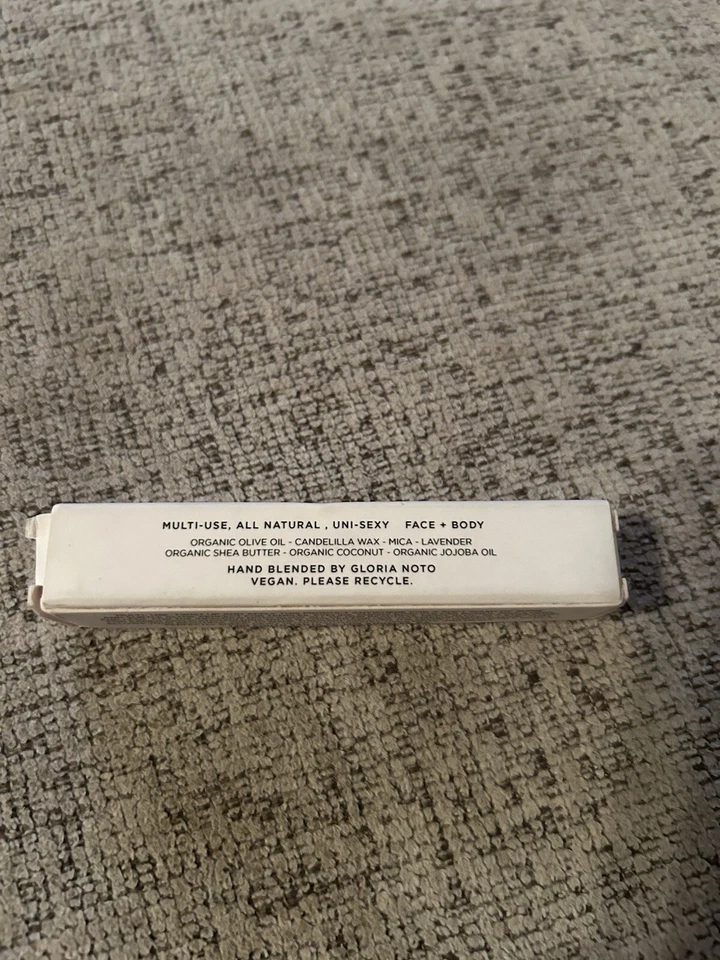 MULTI-USE, ALL NATURAL , UNI-SEXY FACE + BODY
ORGANIC OLIVE OIL - CANDELILLA WAX - MICA - LAVENDER
ORGANIC SHEA BUTTER - ORGANIC COCONUT - ORGANIC JOJOBA OIL
HAND BLENDED BY GLORIA NOTO
VEGAN. PLEASE RECYCLE.